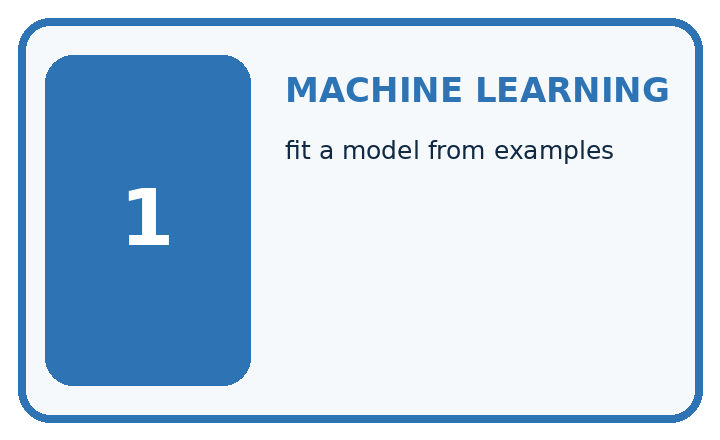 1
MACHINE LEARNING
fit a model from examples